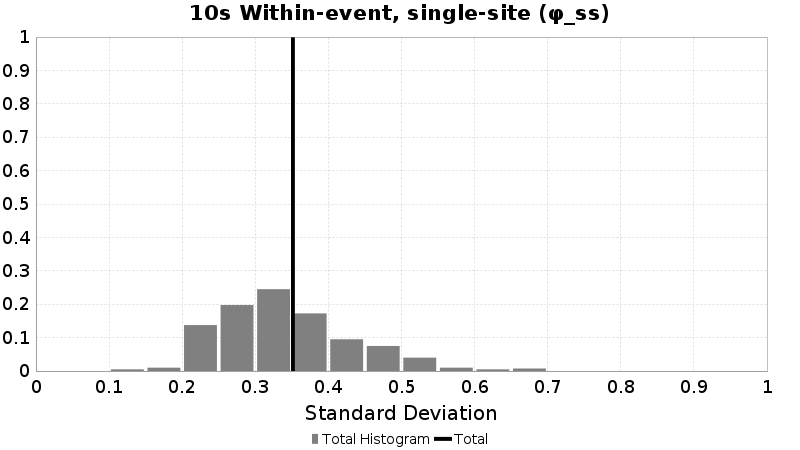 10s Within-event, single-site (φ_ss)
1
0.9
0.8
0.7
0.6
0.5
0.4
0.3
0.2
0.1
0
0 0.1 0.2 0.3 0.4 0.5 0.6 0.7 0.8 0.9 1
Standard Deviation
Total Histogram Total